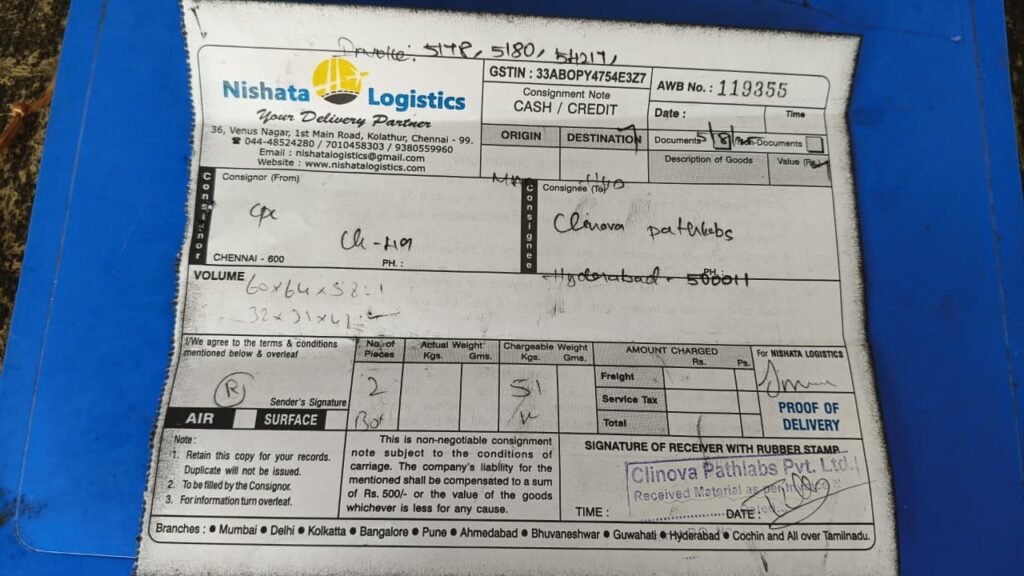 Invoice: 5178, 5180, 54217,
Nishata Logistics
Your Delivery Partner
36, Venus Nagar, 1st Main Road, Kolathur, Chennai - 99.
☎ 044-48524280 / 7010458303 / 9380559960
Email : nishatalogistics@gmail.com
Website : www.nishatalogistics.com
GSTIN : 33ABOPY4754E3Z7
Consignment Note
CASH / CREDIT
ORIGIN DESTINATION
AWB No. : 119355
Date : Time
5/8/25
Documents Non-Documents
Description of Goods Value (Rs.
Consignor
Consignor (From)
Ch-49
CHENNAI - 600 PH. :
Consignee
Consignee (To)
Clinova pathlabs
PH. :
Hyderabad - 500011
VOLUME
60x64x58=1
I/We agree to the terms & conditions
mentioned below & overleaf
R
Sender's Signature
AIR SURFACE
No. of Pieces
2
Box
Actual Weight
Kgs. Gms.
Chargeable Weight
Kgs. Gms.
51
AMOUNT CHARGED
Rs. Ps.
Freight
Service Tax
Total
For NISHATA LOGISTICS
PROOF OF
DELIVERY
Note :
1. Retain this copy for your records.
Duplicate will not be issued.
2. To be filled by the Consignor.
3. For information turn overleaf.
This is non-negotiable consignment
note subject to the conditions of
carriage. The company's liability for the
mentioned shall be compensated to a sum
of Rs. 500/- or the value of the goods
whichever is less for any cause.
SIGNATURE OF RECEIVER WITH RUBBER STAMP
Clinova Pathlabs Pvt. Ltd.
Received Material as per
TIME : DATE :
Branches : ● Mumbai ● Delhi ● Kolkatta ● Bangalore ● Pune ● Ahmedabad ● Bhuvaneshwar ● Guwahati ● Hyderabad ● Cochin and All over Tamilnadu.